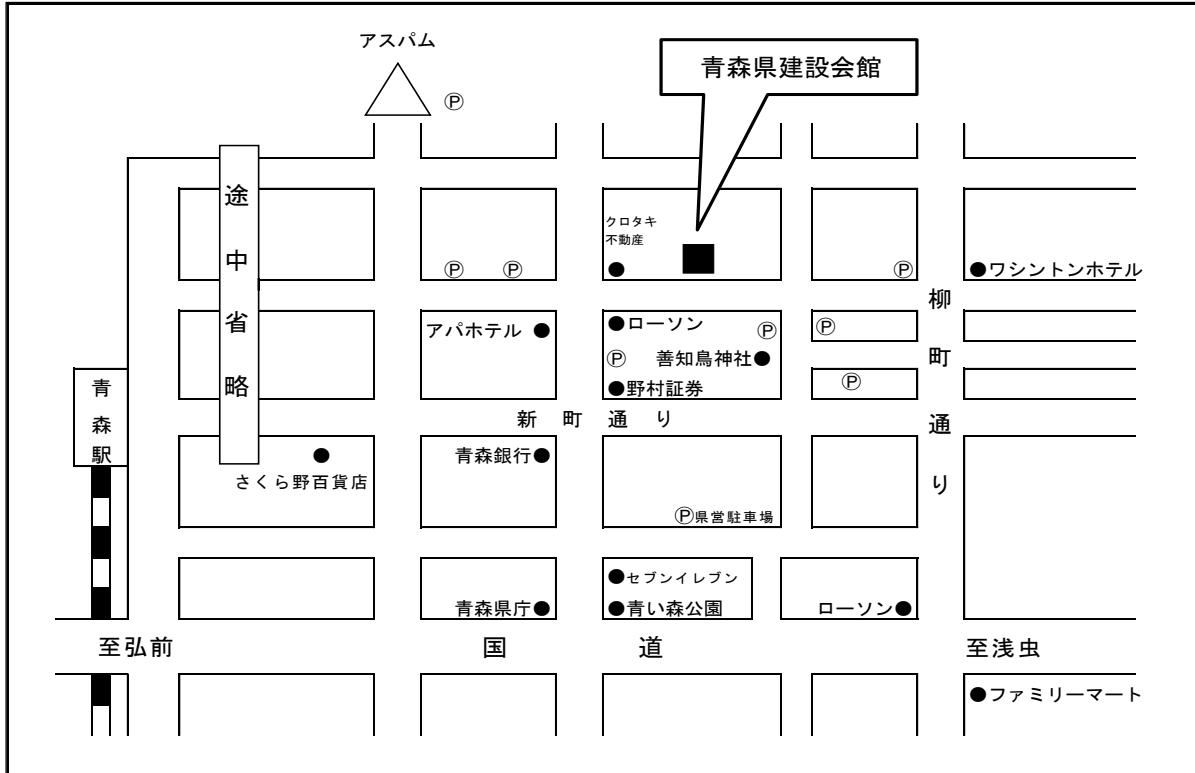 アスパム
Ⓟ
青森県建設会館
途中省略
クロタキ
不動産
●
Ⓟ Ⓟ
Ⓟ
●ワシントンホテル
柳町通り
アパホテル ●
●ローソン
Ⓟ
Ⓟ
Ⓟ 善知鳥神社●
●野村証券
Ⓟ
青森駅
新町通り
●
さくら野百貨店
青森銀行●
Ⓟ県営駐車場
●セブンイレブン
青森県庁●
●青い森公園
ローソン●
至弘前
国道
至浅虫
●ファミリーマート